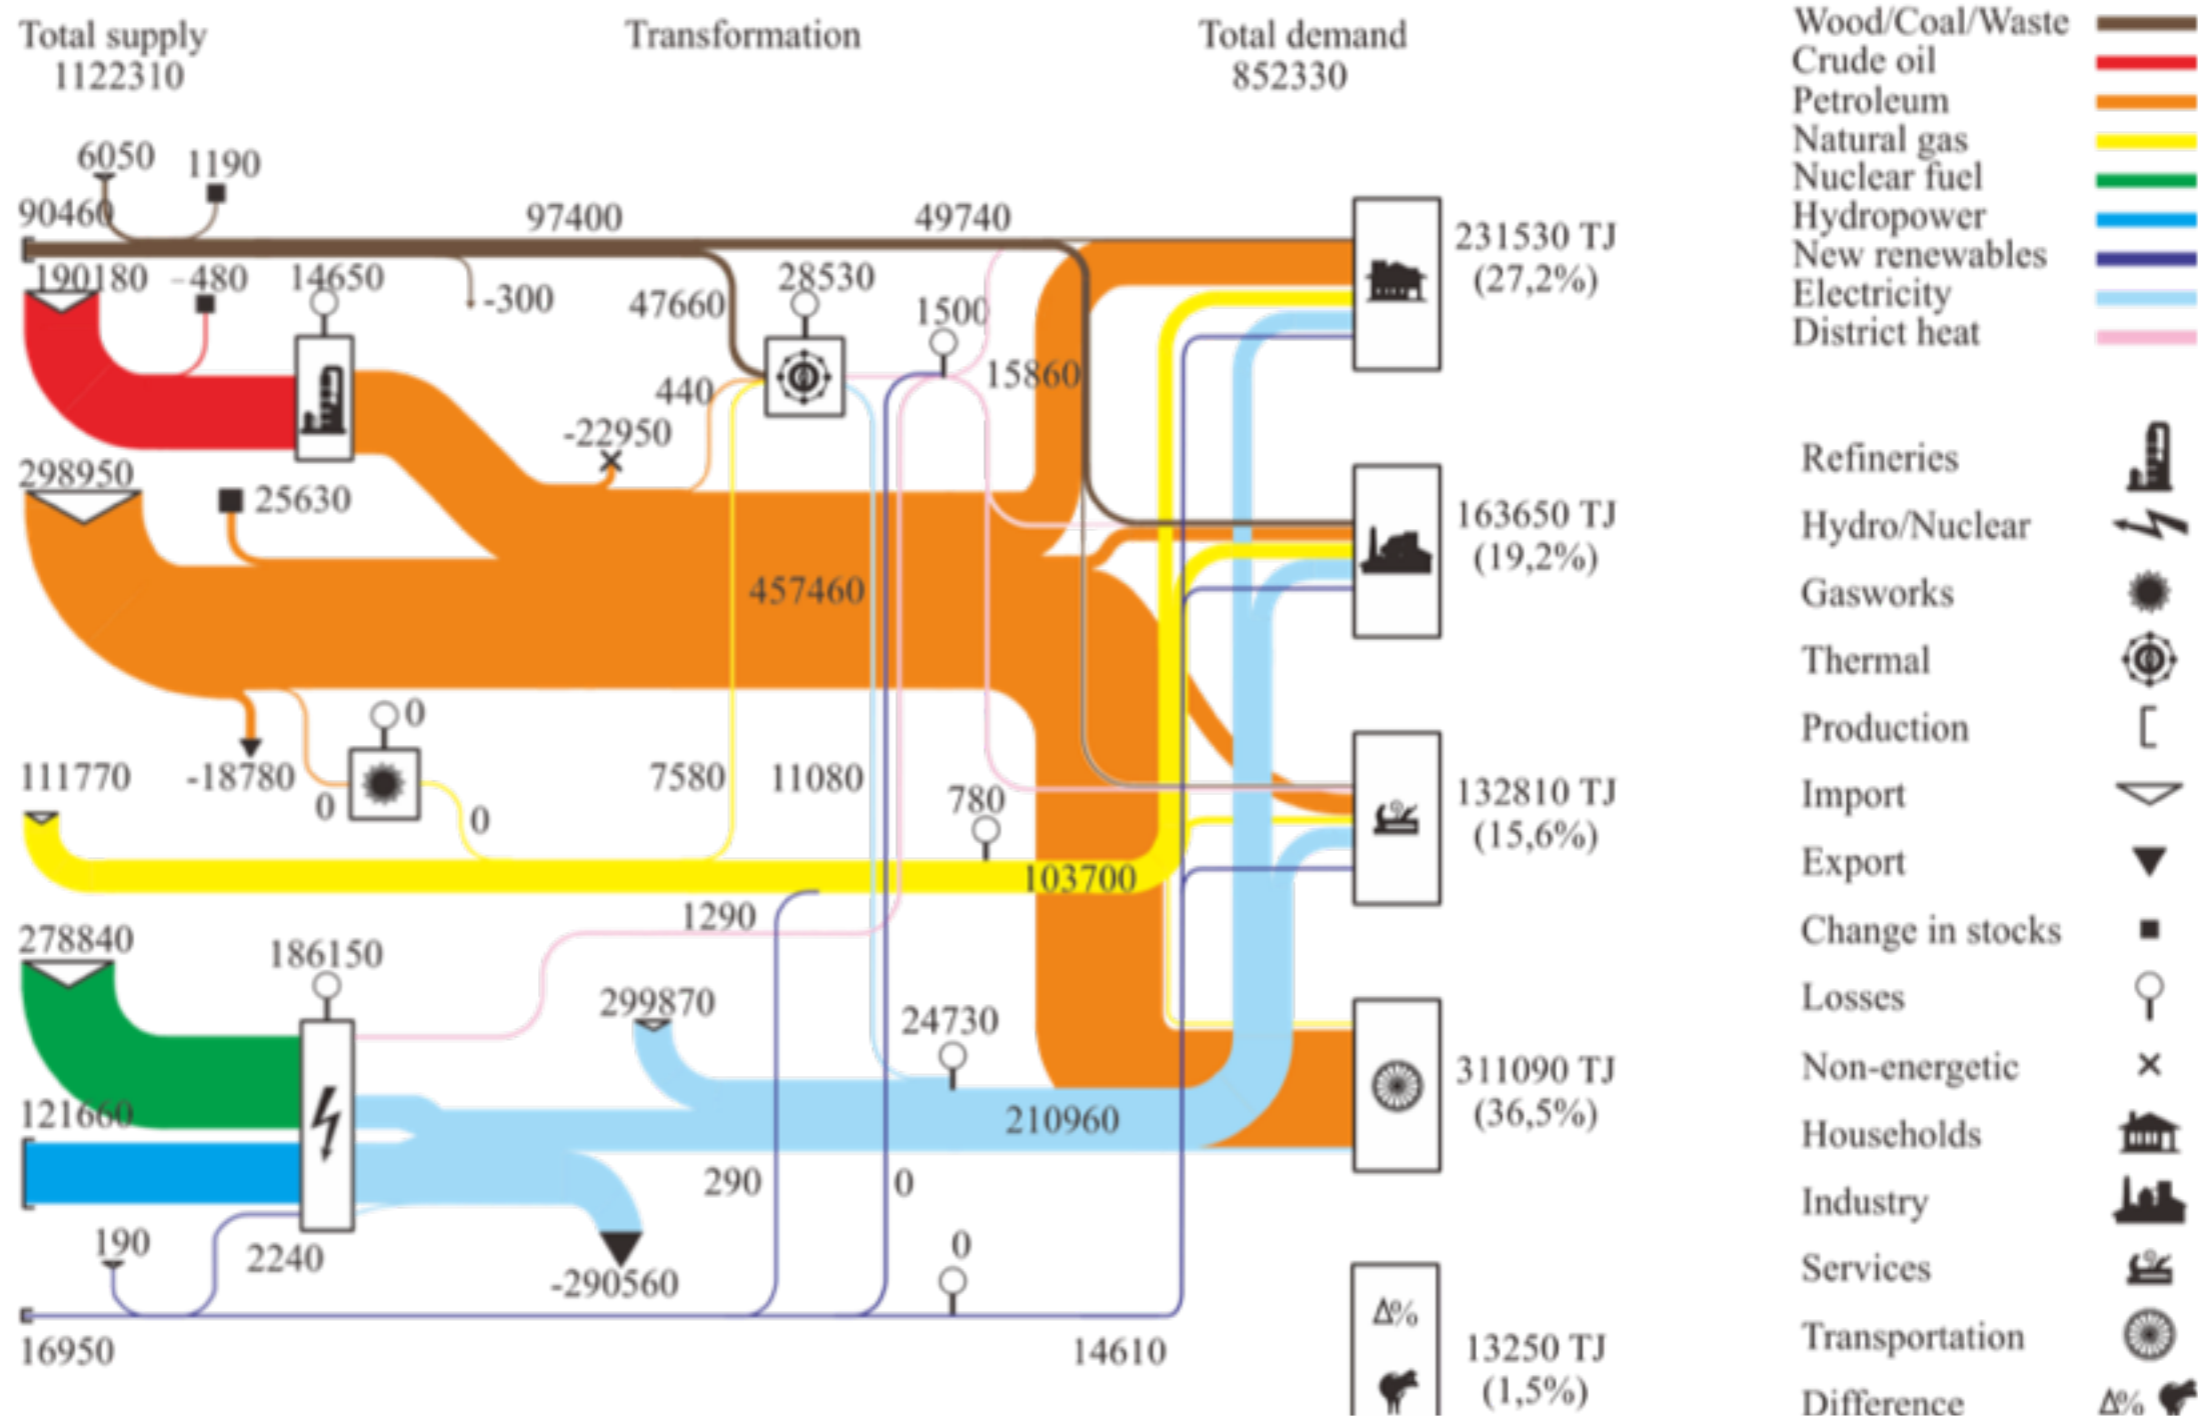 Total supply
1122310
Transformation
Total demand
852330
Wood/Coal/Waste
Crude oil
Petroleum
Natural gas
Nuclear fuel
Hydropower
New renewables
Electricity
District heat
6050
1190
90460
97400
49740
190180
-480
14650
-300
47660
28530
1500
440
15860
-22950
298950
25630
457460
0
-18780
0
0
111770
7580
11080
780
103700
1290
278840
186150
299870
24730
121660
210960
290
0
-290560
190
2240
0
16950
14610
231530 TJ
(27,2%)
163650 TJ
(19,2%)
132810 TJ
(15,6%)
311090 TJ
(36,5%)
Δ%
13250 TJ
(1,5%)
Refineries
Hydro/Nuclear
Gasworks
Thermal
Production
Import
Export
Change in stocks
Losses
Non-energetic
Households
Industry
Services
Transportation
Difference
Δ%